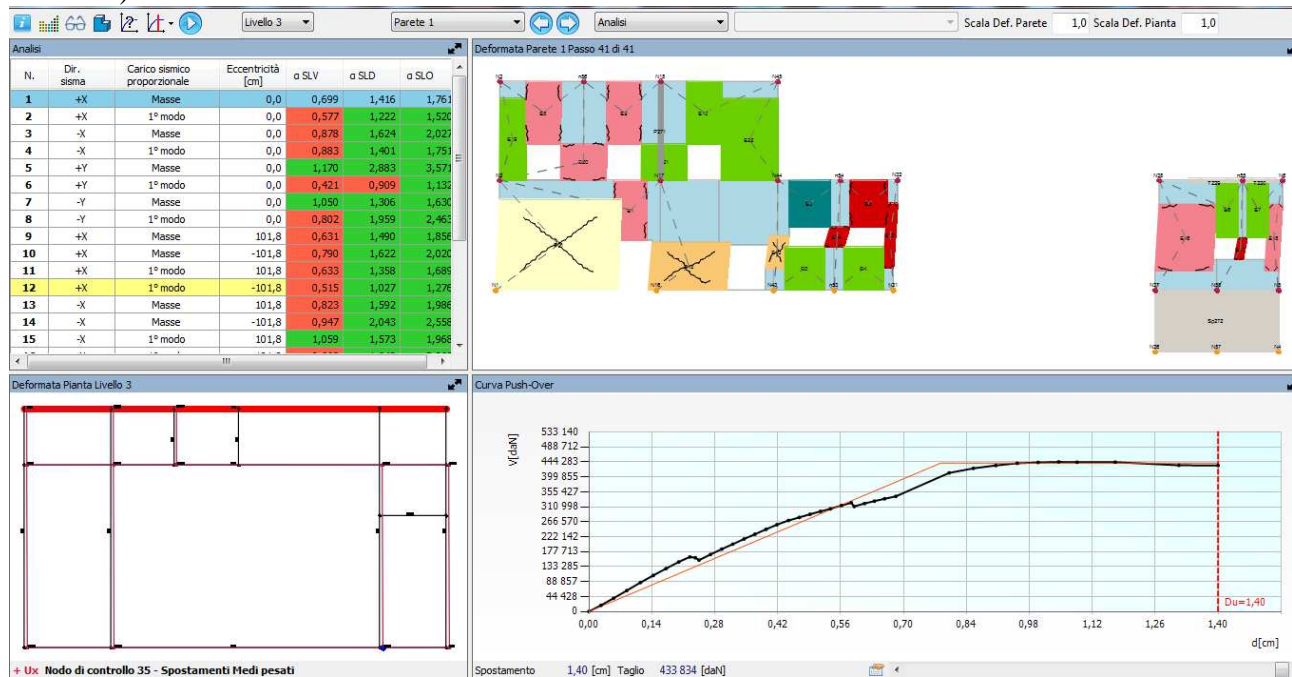 Livello 3
Parete 1
Analisi
Scala Def. Parete 1,0 Scala Def. Pianta 1,0
Analisi
N. Dir. sisma Carico sismico proporzionale Eccentricità [cm] α SLV α SLD α SLO
1 +X Masse 0,0 0,699 1,416 1,761
2 +X 1° modo 0,0 0,577 1,222 1,520
3 -X Masse 0,0 0,878 1,624 2,027
4 -X 1° modo 0,0 0,883 1,401 1,751
5 +Y Masse 0,0 1,170 2,883 3,571
6 +Y 1° modo 0,0 0,421 0,909 1,132
7 -Y Masse 0,0 1,050 1,306 1,630
8 -Y 1° modo 0,0 0,802 1,959 2,463
9 +X Masse 101,8 0,631 1,490 1,856
10 +X Masse -101,8 0,790 1,622 2,020
11 +X 1° modo 101,8 0,633 1,358 1,689
12 +X 1° modo -101,8 0,515 1,027 1,276
13 -X Masse 101,8 0,823 1,592 1,986
14 -X Masse -101,8 0,947 2,043 2,558
15 -X 1° modo 101,8 1,059 1,573 1,968
Deformata Parete 1 Passo 41 di 41
Deformata Pianta Livello 3
+ Ux Nodo di controllo 35 - Spostamenti Medi pesati
Curva Push-Over
V[daN]
533 140
488 712
444 283
399 855
355 427
310 998
266 570
222 142
177 713
133 285
88 857
44 428
0
0,00 0,14 0,28 0,42 0,56 0,70 0,84 0,98 1,12 1,26 1,40
Du=1,40
d[cm]
Spostamento 1,40 [cm] Taglio 433 834 [daN]